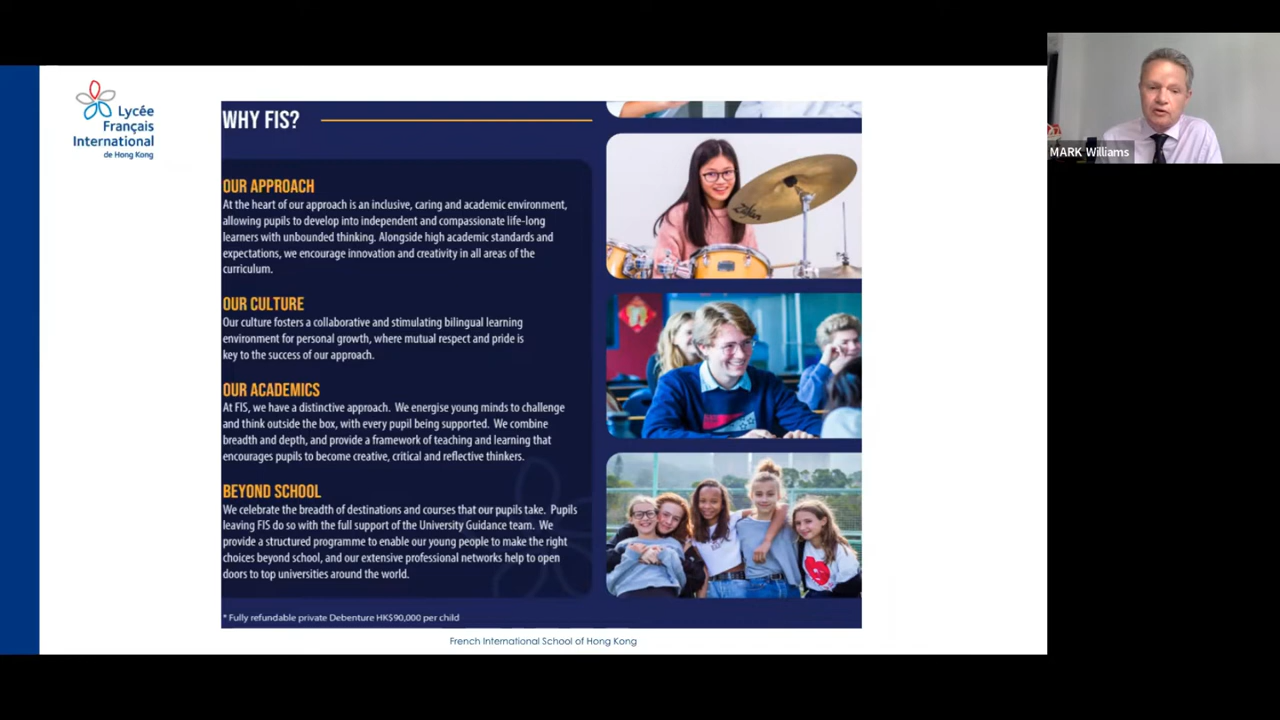 Lycée
Français
International
de Hong Kong
WHY FIS?
OUR APPROACH
At the heart of our approach is an inclusive, caring and academic environment,
allowing pupils to develop into independent and compassionate life-long
learners with unbounded thinking. Alongside high academic standards and
expectations, we encourage innovation and creativity in all areas of the
curriculum.
OUR CULTURE
Our culture fosters a collaborative and stimulating bilingual learning
environment for personal growth, where mutual respect and pride is
key to the success of our approach.
OUR ACADEMICS
At FIS, we have a distinctive approach. We energise young minds to challenge
and think outside the box, with every pupil being supported. We combine
breadth and depth, and provide a framework of teaching and learning that
encourages pupils to become creative, critical and reflective thinkers.
BEYOND SCHOOL
We celebrate the breadth of destinations and courses that our pupils take. Pupils
leaving FIS do so with the full support of the University Guidance team. We
provide a structured programme to enable our young people to make the right
choices beyond school, and our extensive professional networks help to open
doors to top universities around the world.
* Fully refundable private Debenture HK$90,000 per child
French International School of Hong Kong
Zildjian
MARK Williams